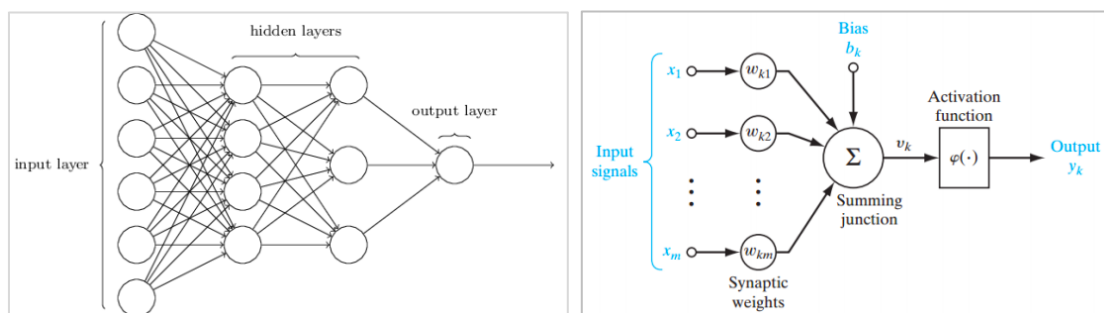 hidden layers
output layer
input layer
Bias
b_k
x_1
w_k1
Activation
function
x_2
w_k2
Input
signals
Σ
v_k
φ(·)
Output
y_k
Summing
junction
x_m
w_km
Synaptic
weights